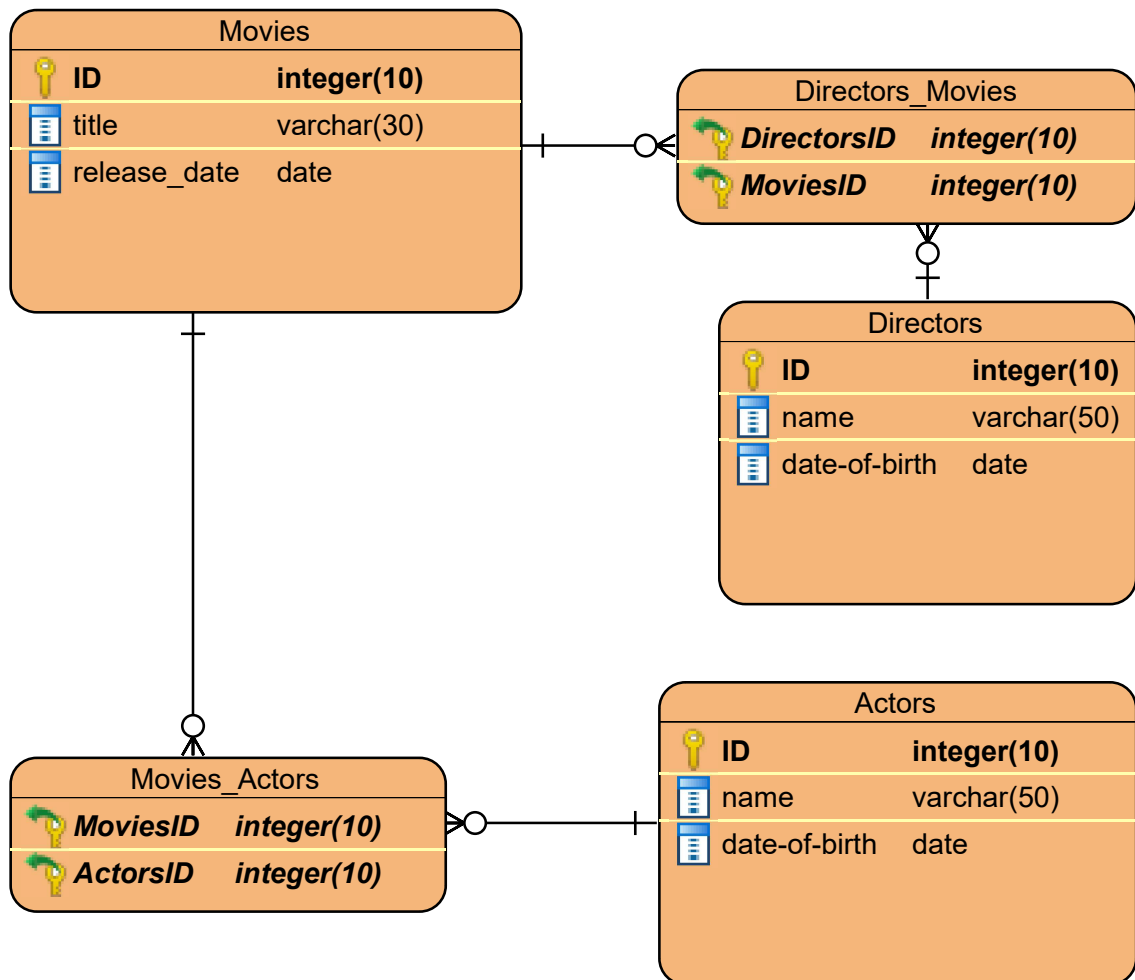 Movies
ID integer(10)
title varchar(30)
release_date date
Directors_Movies
DirectorsID integer(10)
MoviesID integer(10)
Directors
ID integer(10)
name varchar(50)
date-of-birth date
Movies_Actors
MoviesID integer(10)
ActorsID integer(10)
Actors
ID integer(10)
name varchar(50)
date-of-birth date